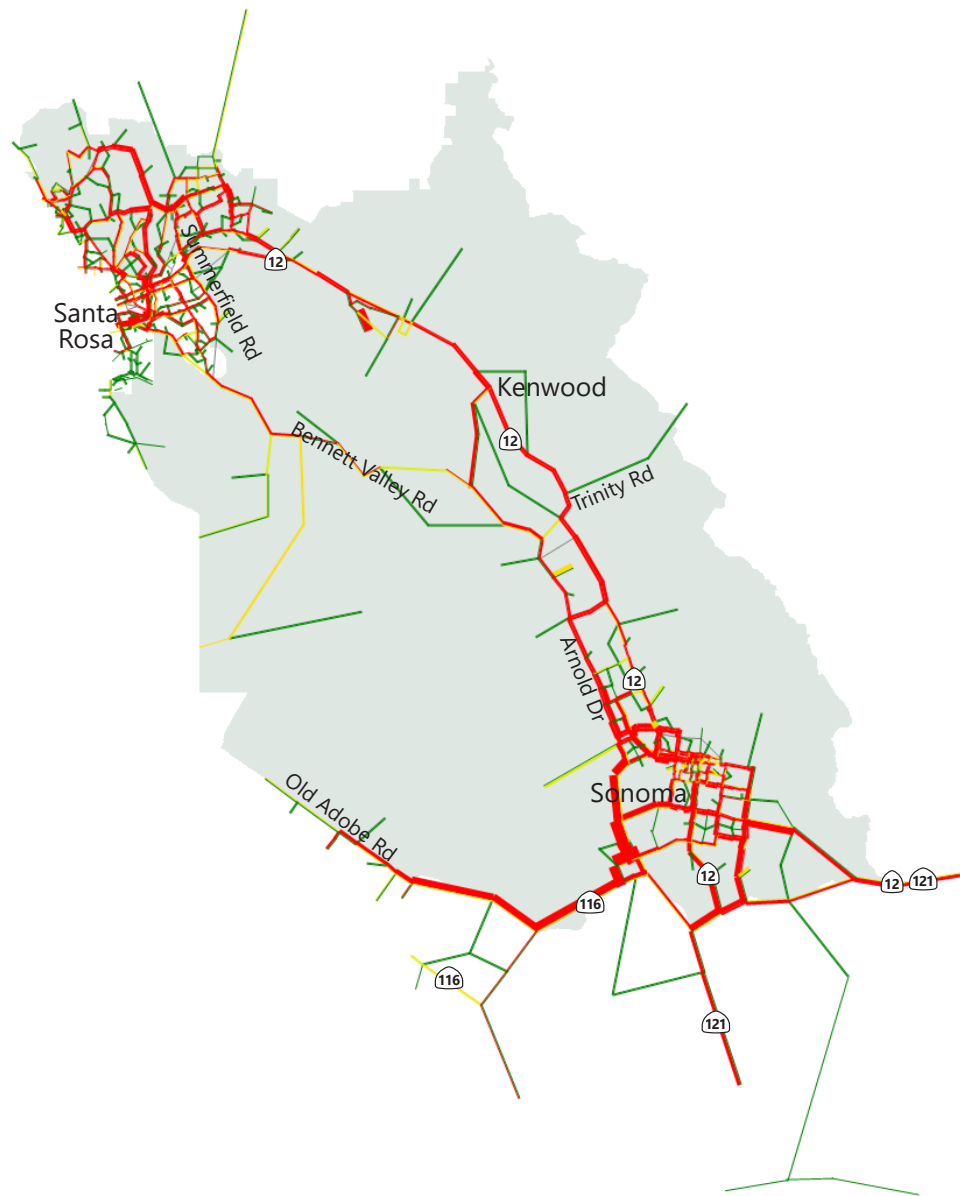 Summerfield Rd
12
Santa
Rosa
Kenwood
12
Bennett Valley Rd
Trinity Rd
Arnold Dr
12
Old Adobe Rd
Sonoma
12
12
121
116
116
121